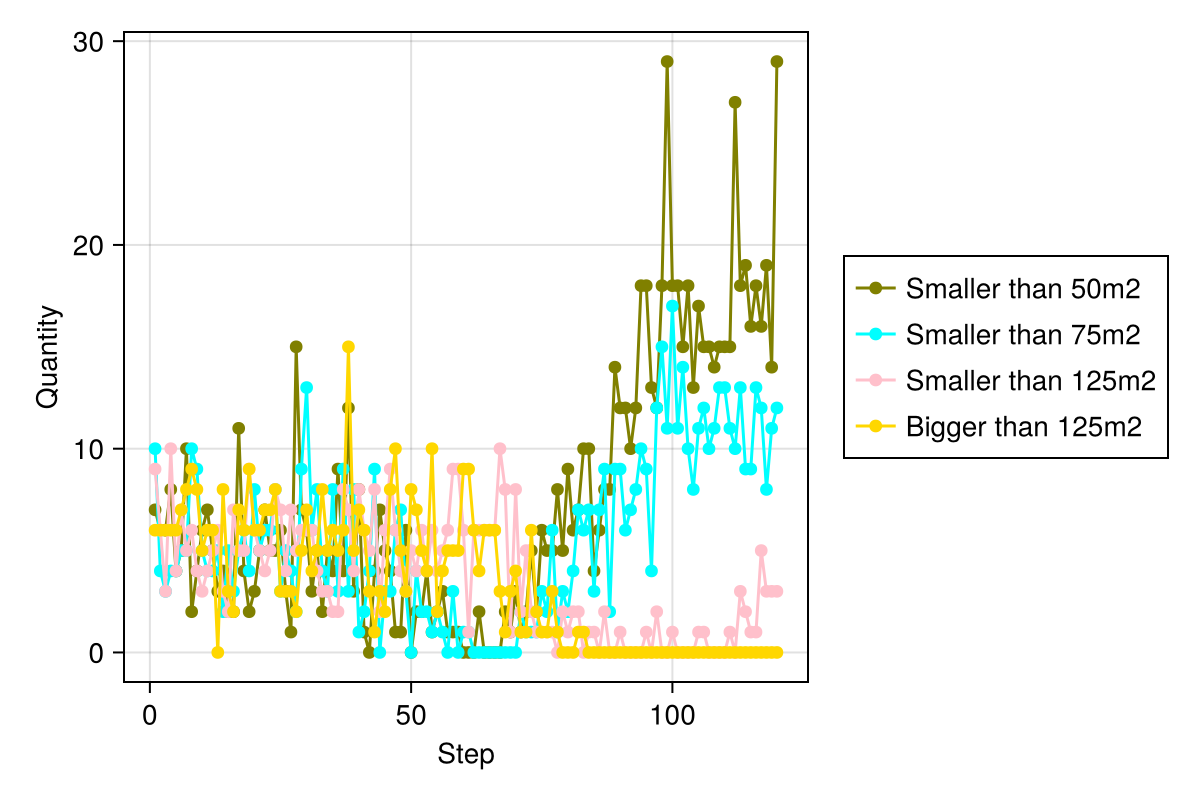 30
20
10
0
Quantity
0
50
100
Step
Smaller than 50m2
Smaller than 75m2
Smaller than 125m2
Bigger than 125m2